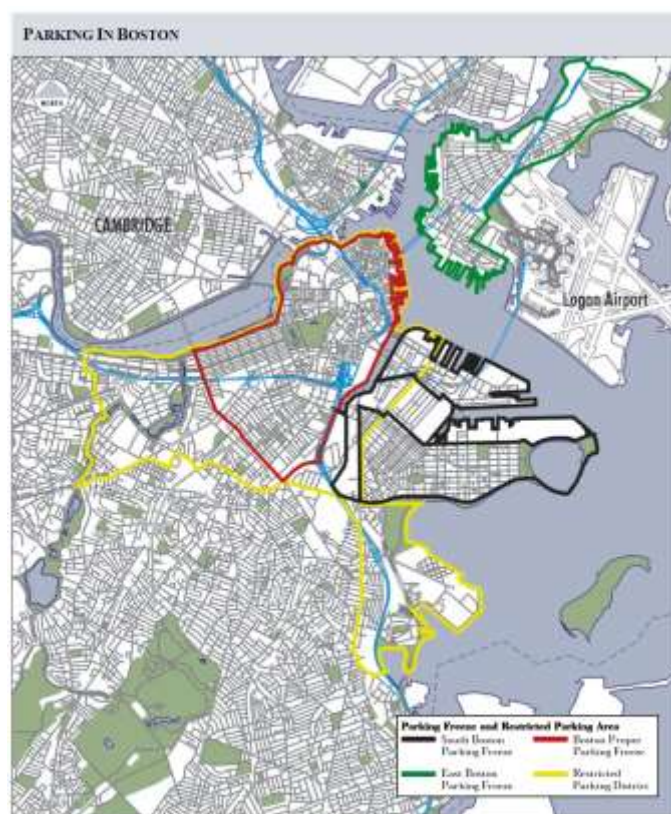 PARKING IN BOSTON
NORTH
CAMBRIDGE
Logan Airport
Parking Freeze and Restricted Parking Area
South Boston
Parking Freeze
Boston Proper
Parking Freeze
East Boston
Parking Freeze
Restricted
Parking District